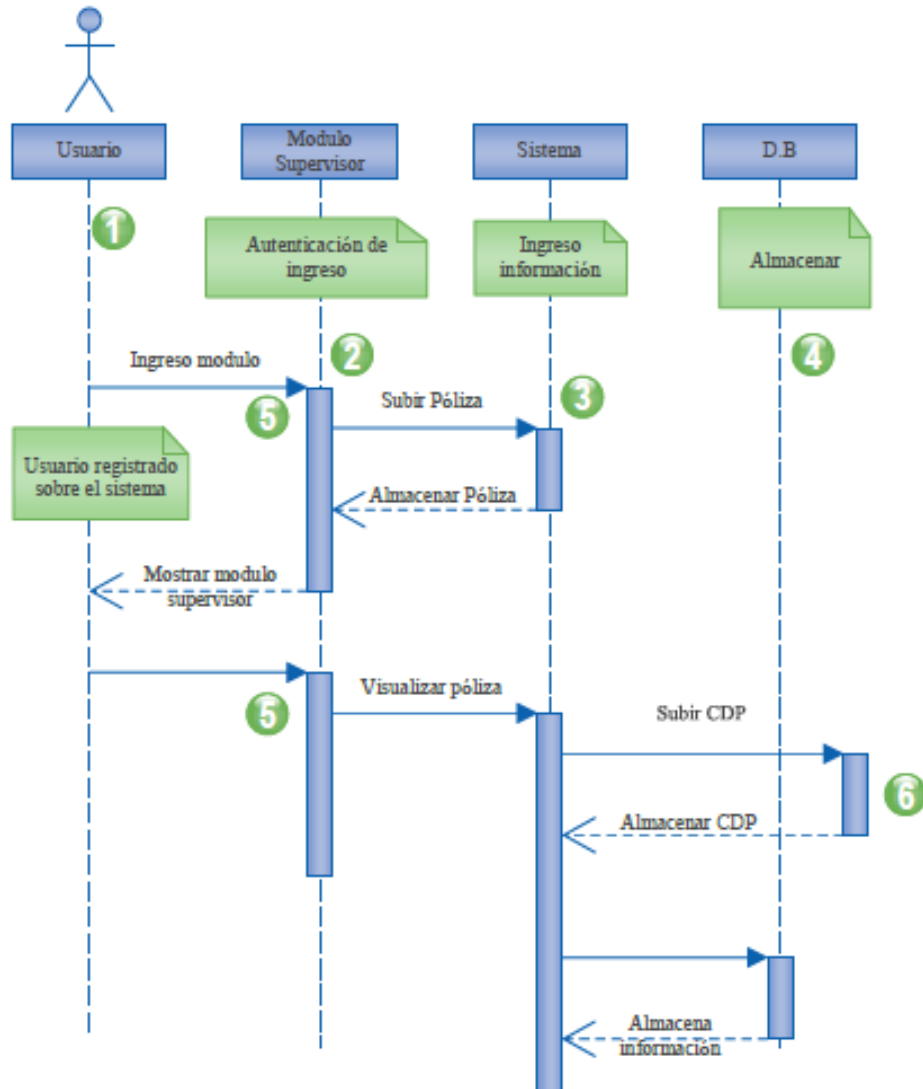 Usuario
Modulo
Supervisor
Sistema
D.B
1
Autenticación de
ingreso
Ingreso
información
Almacenar
2
4
Ingreso modulo
5
Subir Póliza
3
Usuario registrado
sobre el sistema
Almacenar Póliza
Mostrar modulo
supervisor
5
Visualizar póliza
Subir CDP
6
Almacenar CDP
Almacena
información